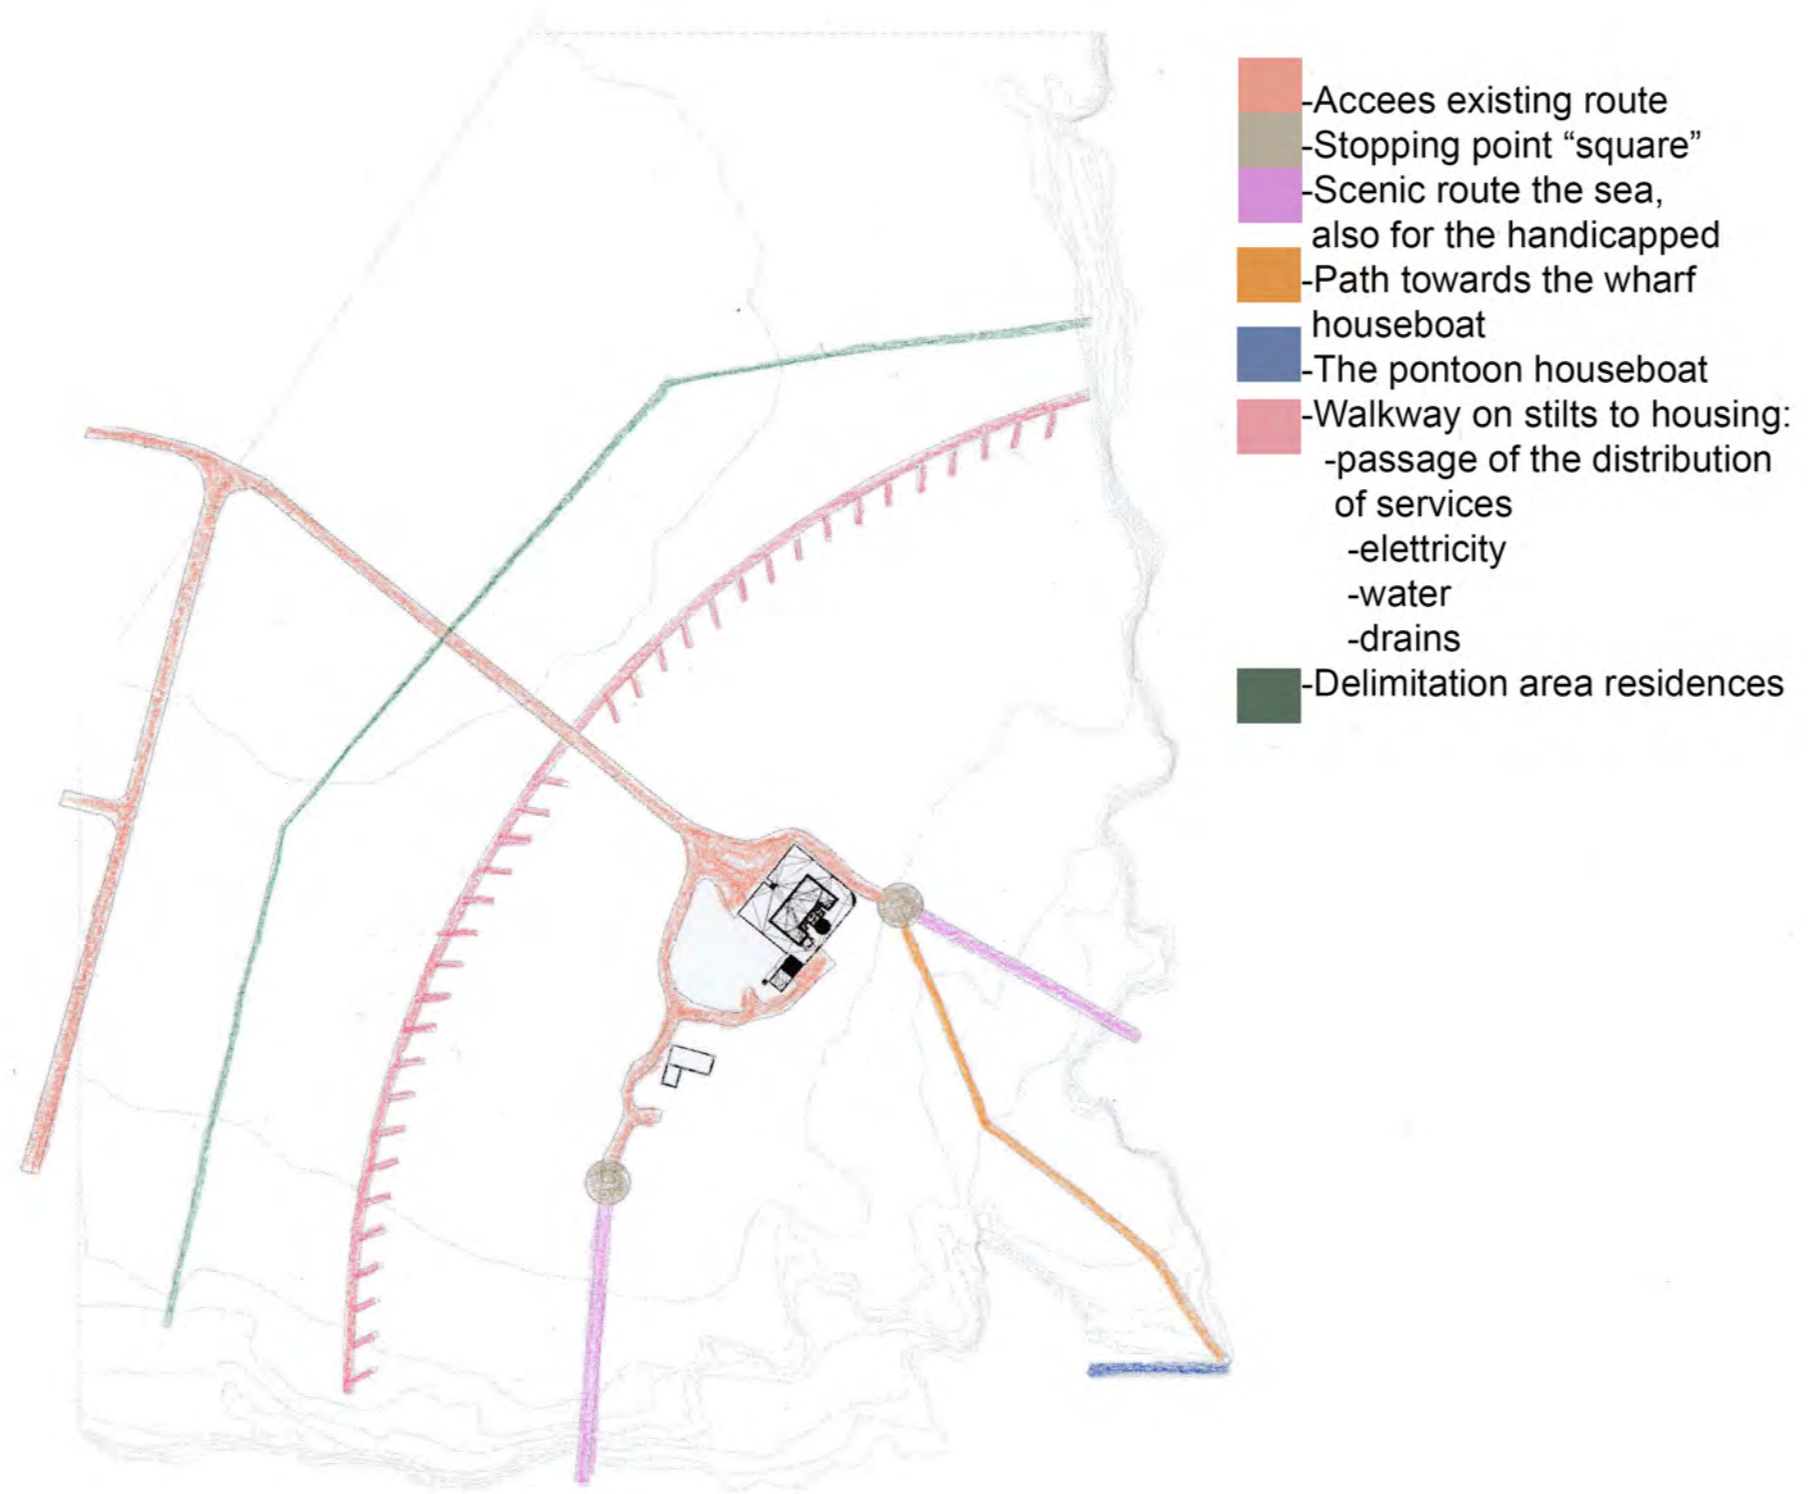 -Accees existing route
-Stopping point “square”
-Scenic route the sea,
also for the handicapped
-Path towards the wharf
houseboat
-The pontoon houseboat
-Walkway on stilts to housing:
-passage of the distribution
of services
-elettricity
-water
-drains
-Delimitation area residences